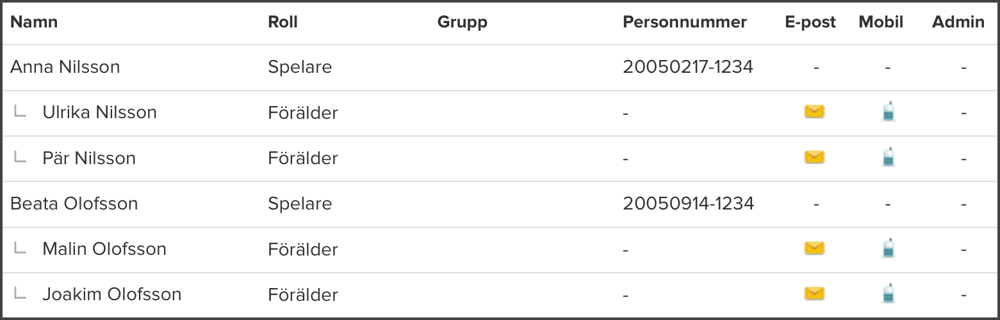 Namn Roll Grupp Personnummer E-post Mobil Admin
Anna Nilsson Spelare 20050217-1234 - - -
Ulrika Nilsson Förälder - -
Pär Nilsson Förälder - -
Beata Olofsson Spelare 20050914-1234 - - -
Malin Olofsson Förälder - -
Joakim Olofsson Förälder - -